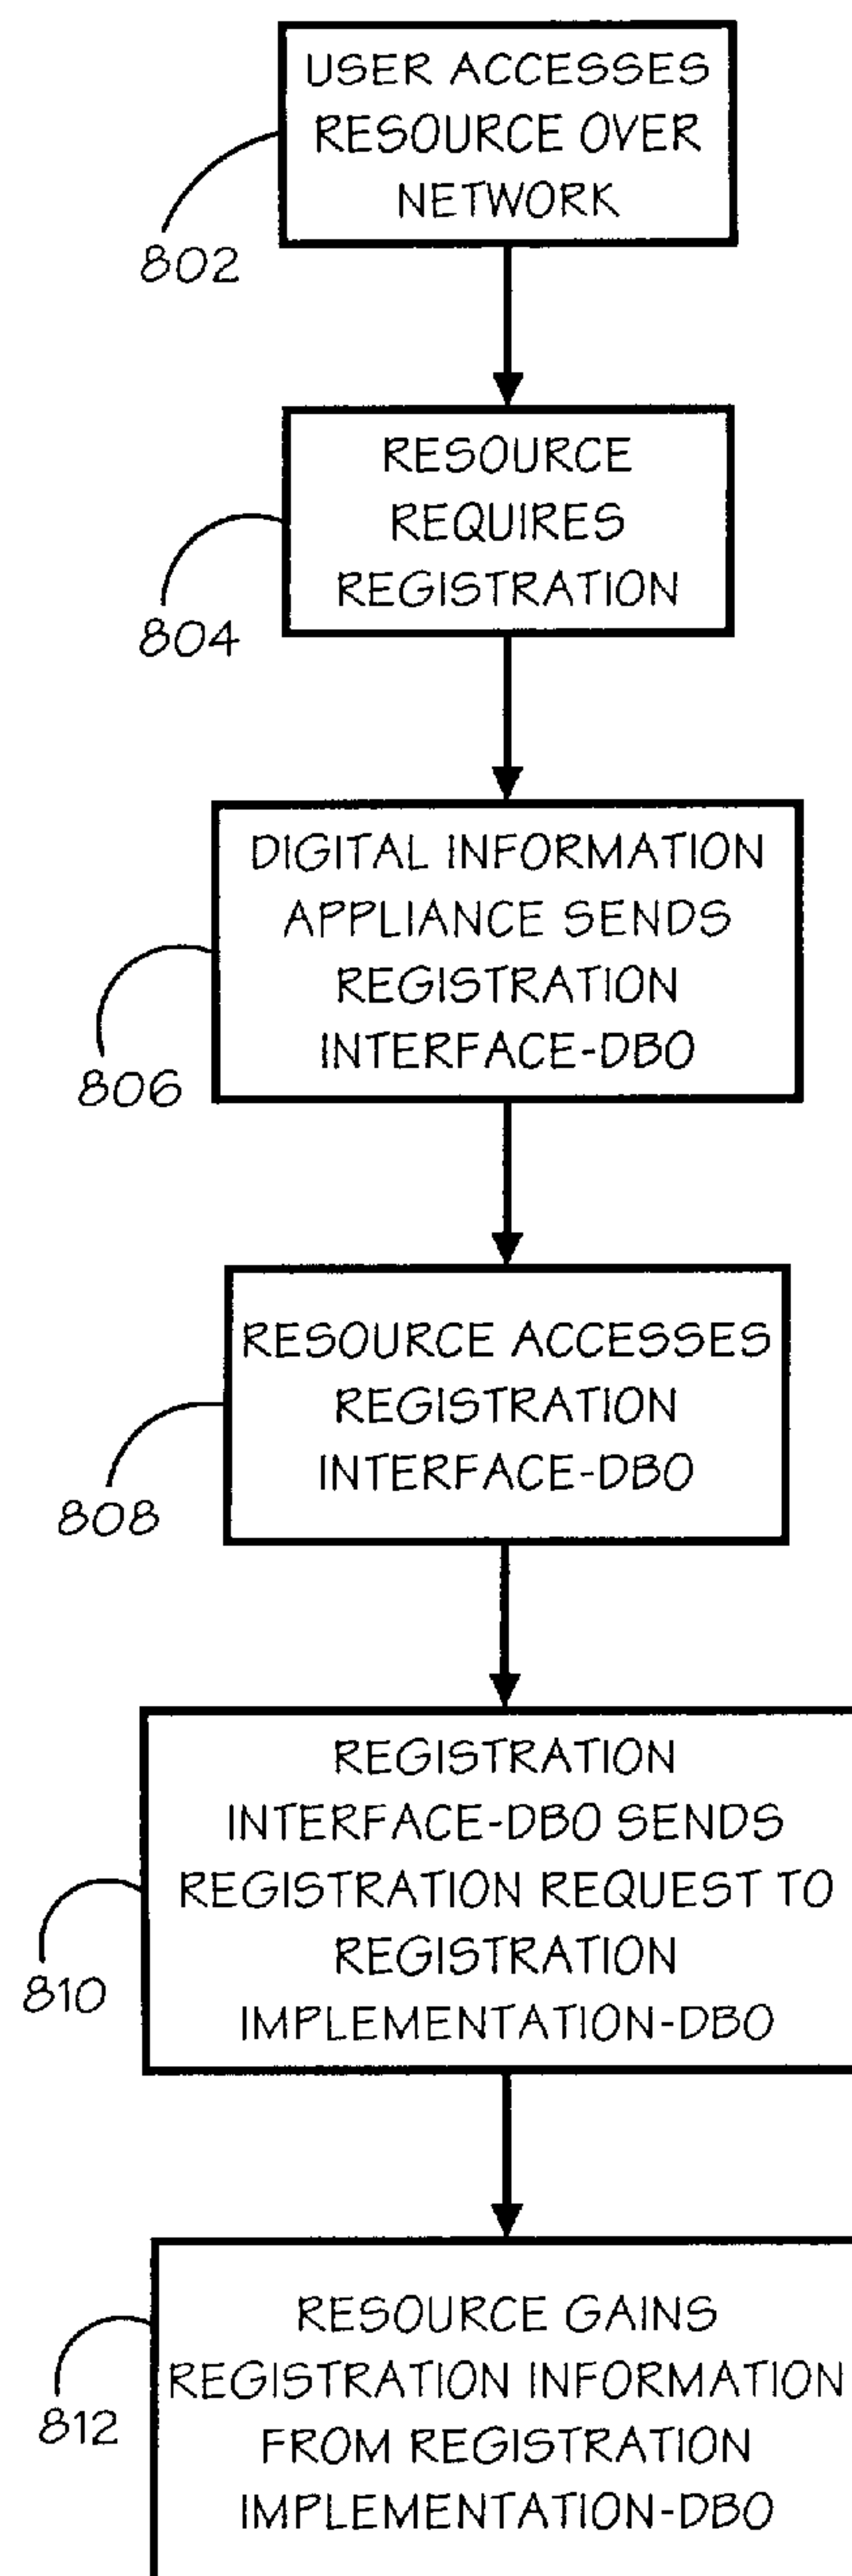 USER ACCESSES
RESOURCE OVER
NETWORK
802
RESOURCE
REQUIRES
REGISTRATION
804
DIGITAL INFORMATION
APPLIANCE SENDS
REGISTRATION
INTERFACE-DBO
806
RESOURCE ACCESSES
REGISTRATION
INTERFACE-DBO
808
REGISTRATION
INTERFACE-DBO SENDS
REGISTRATION REQUEST TO
REGISTRATION
IMPLEMENTATION-DBO
810
RESOURCE GAINS
REGISTRATION INFORMATION
FROM REGISTRATION
IMPLEMENTATION-DBO
812